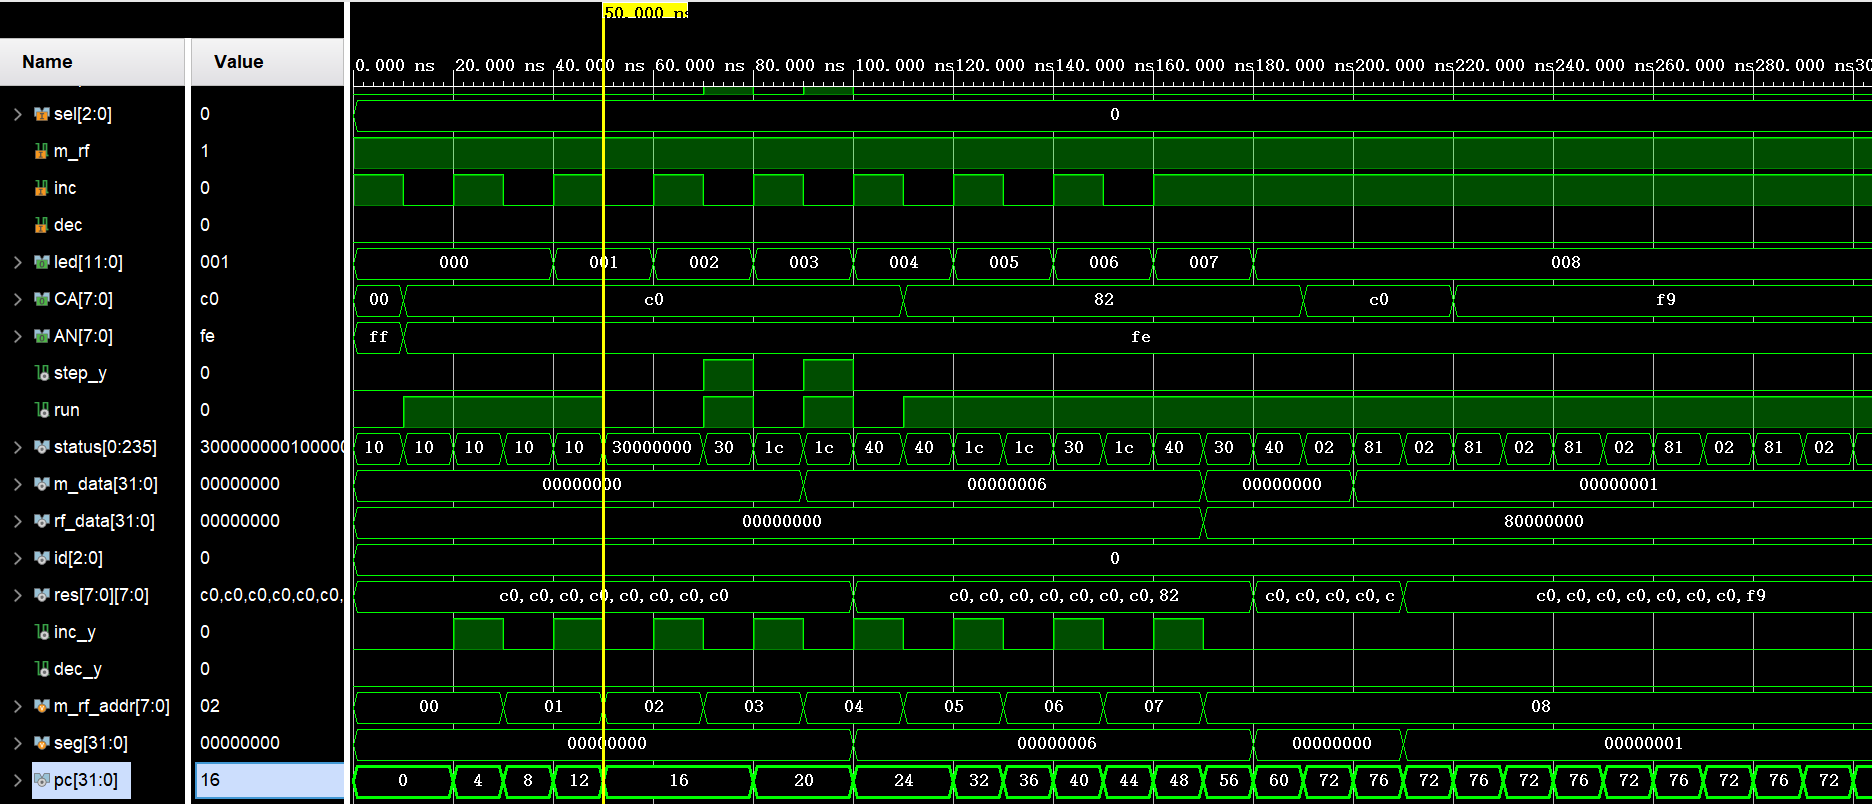 50.000 ns
Name Value
0.000 ns 20.000 ns 40.000 ns 60.000 ns 80.000 ns 100.000 ns 120.000 ns 140.000 ns 160.000 ns 180.000 ns 200.000 ns 220.000 ns 240.000 ns 260.000 ns 280.000 ns 30
sel[2:0] 0 0
m_rf 1
inc 0
dec 0
led[11:0] 001 000 001 002 003 004 005 006 007 008
CA[7:0] c0 00 c0 82 c0 f9
AN[7:0] fe ff fe
step_y 0
run 0
status[0:235] 300000000100000 10 10 10 10 10 30000000 30 1c 1c 40 40 1c 1c 30 1c 40 30 40 02 81 02 81 02 81 02 81 02 81 02
m_data[31:0] 00000000 00000000 00000006 00000000 00000001
rf_data[31:0] 00000000 00000000 80000000
id[2:0] 0 0
res[7:0][7:0] c0,c0,c0,c0,c0,c0, c0,c0,c0,c0,c0,c0,c0,c0 c0,c0,c0,c0,c0,c0,c0,82 c0,c0,c0,c0,c c0,c0,c0,c0,c0,c0,c0,f9
inc_y 0
dec_y 0
m_rf_addr[7:0] 02 00 01 02 03 04 05 06 07 08
seg[31:0] 00000000 00000000 00000006 00000000 00000001
pc[31:0] 16 0 4 8 12 16 20 24 32 36 40 44 48 56 60 72 76 72 76 72 76 72 76 72 76 72